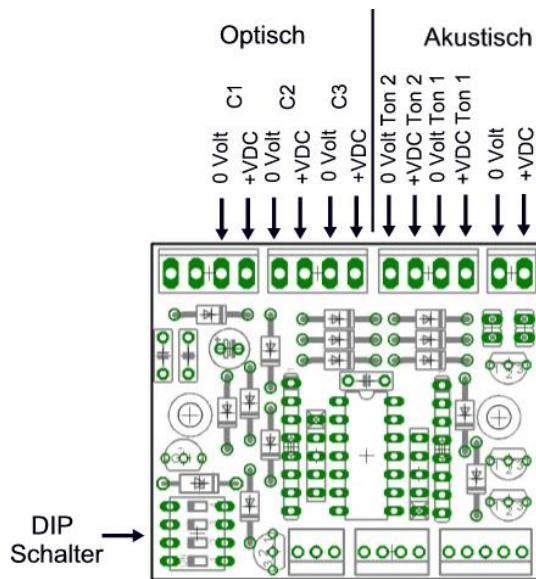 Optisch
Akustisch
C1
C2
C3
0 Volt
+VDC
0 Volt
+VDC
0 Volt
+VDC
0 Volt Ton 2
+VDC Ton 2
0 Volt Ton 1
+VDC Ton 1
0 Volt
+VDC
DIP
Schalter